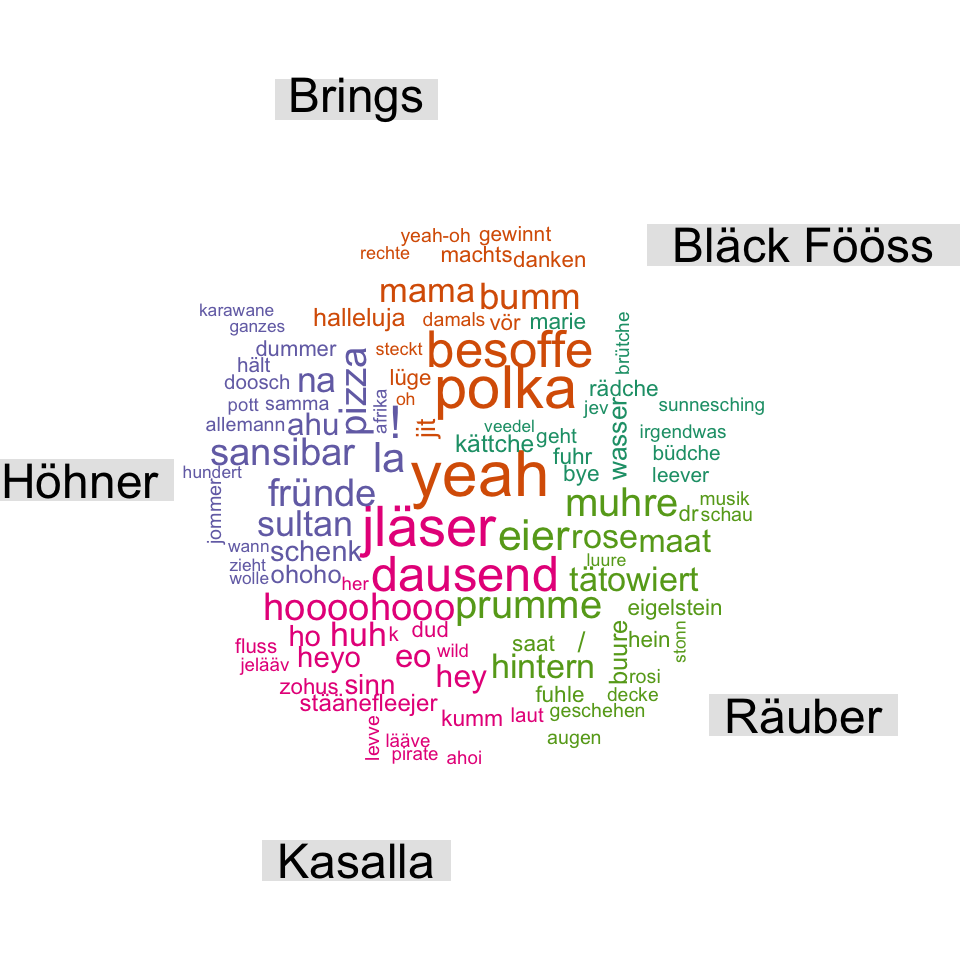 Brings
Bläck Fööss
yeah-oh gewinnt
rechte machts danken
mama bumm
karawane halleluja damals vör marie
ganzes
brütche
dummer steckt besoffe
hält pizza
doosch na lüge polka rädche
afrika oh
pott samma jev sunnesching
allemann ahu ! jit veedel wasser irgendwas
kättche geht
sansibar la fuhr büdche
Höhner hundert yeah bye leever
jommer fründe muhre musik
dr schau
sultan jläser eier rose maat
wann schenk luure
zieht
wolle ohoho her dausend tätowiert
hoooohooo prumme eigelstein
ho huh k dud saat / buure hein stonn
fluss heyo eo wild
jelääv hintern
zohus sinn hey rosi
fuhle decke
stäänefleejer
kumm laut geschehen
levve Räuber
lääve augen
pirate ahoi
Kasalla